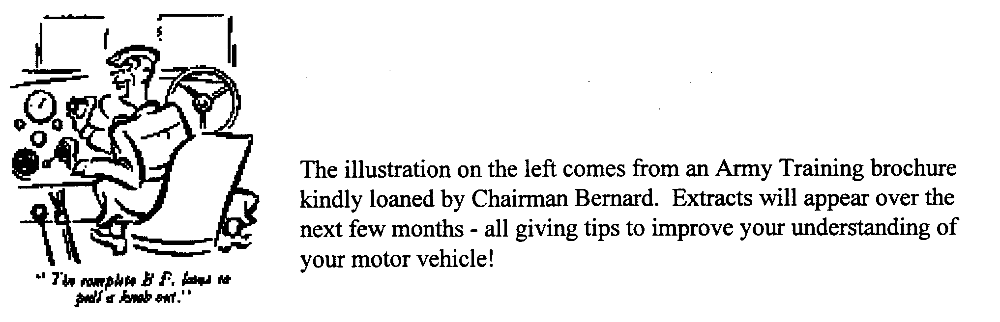 The illustration on the left comes from an Army Training brochure
kindly loaned by Chairman Bernard.  Extracts will appear over the
next few months - all giving tips to improve your understanding of
your motor vehicle!
"The complete B F.              to
pull a knob out."